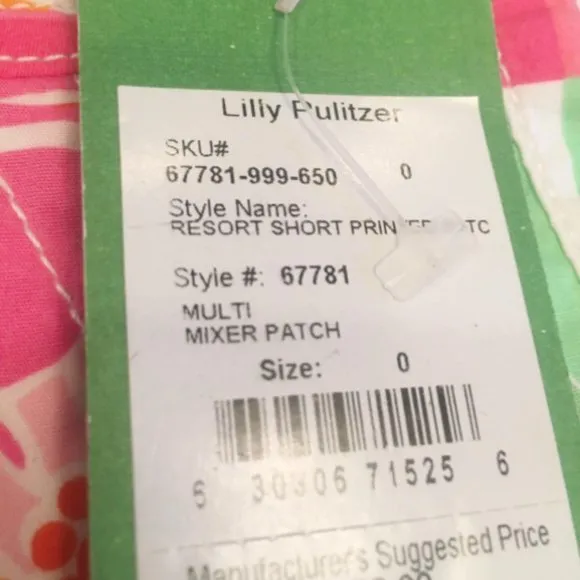 Lilly Pulitzer
SKU#
67781-999-650 0
Style Name:
RESORT SHORT
Style #: 67781
MULTI
MIXER PATCH
Size: 0
6 30306 71525 6
Manufacturer's Suggested Price